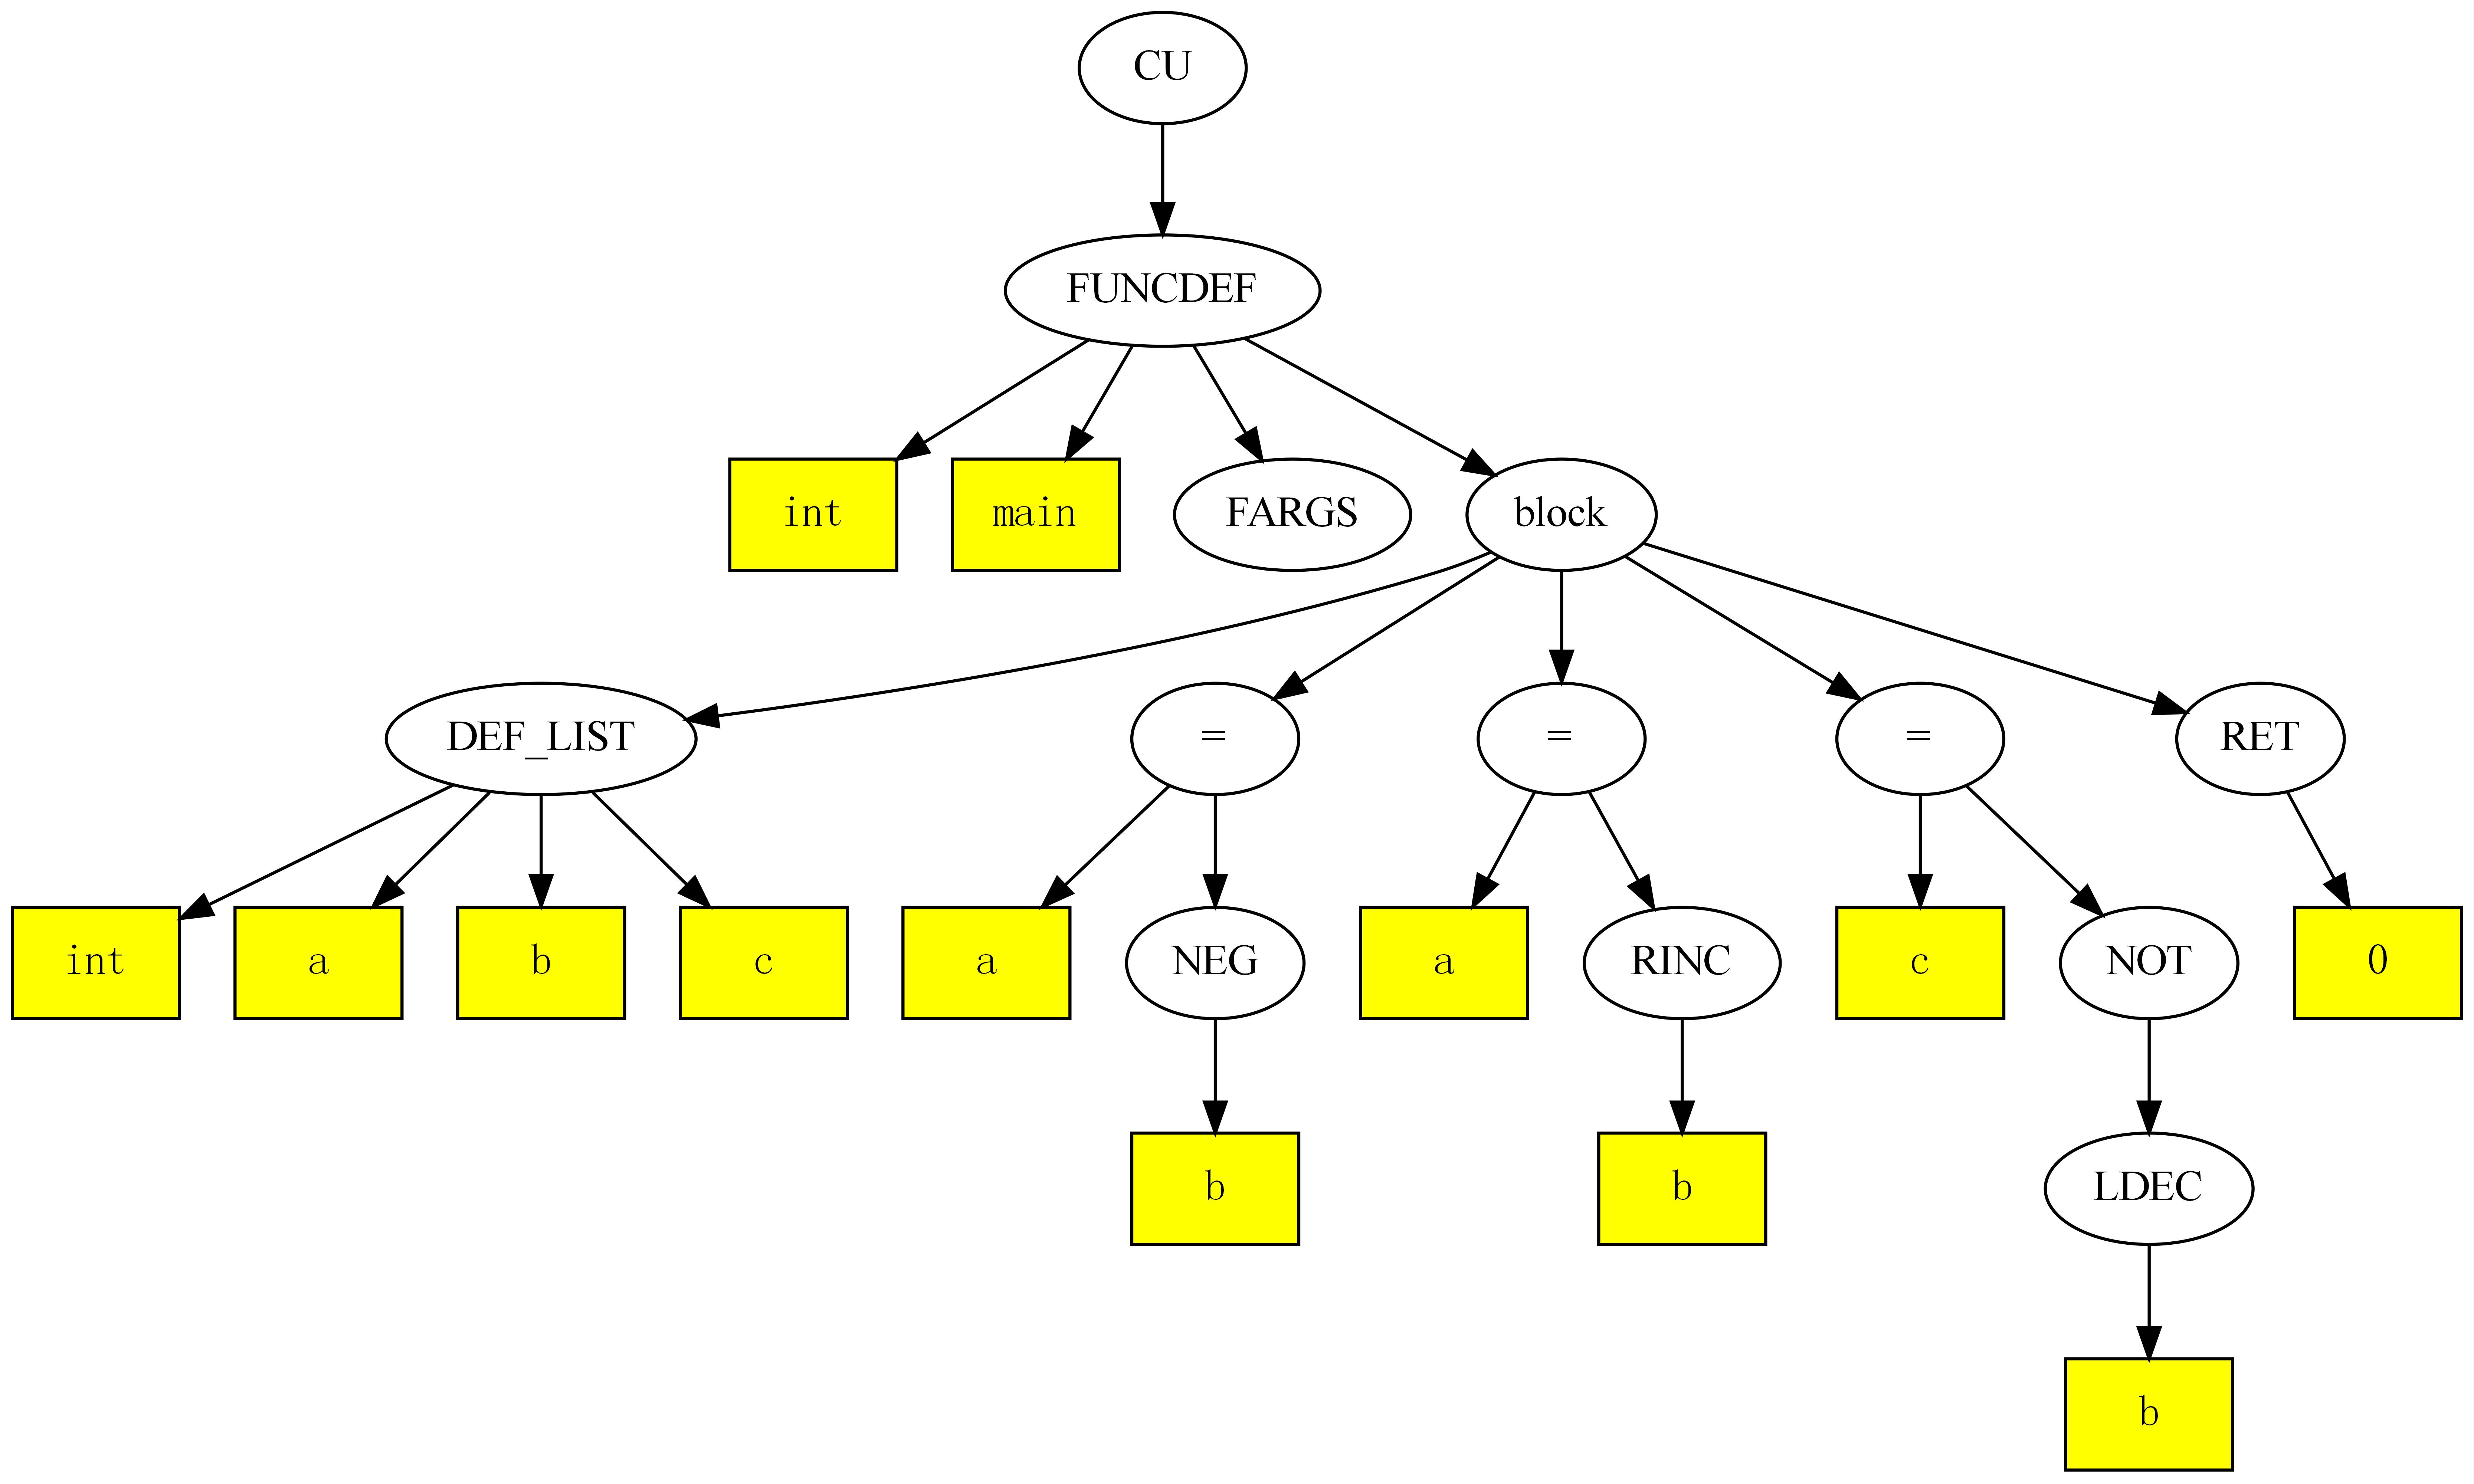 CU
FUNCDEF
int main FARGS block
DEF_LIST = = = RET
int a b c a NEG a RINC c NOT 0
b b LDEC
b